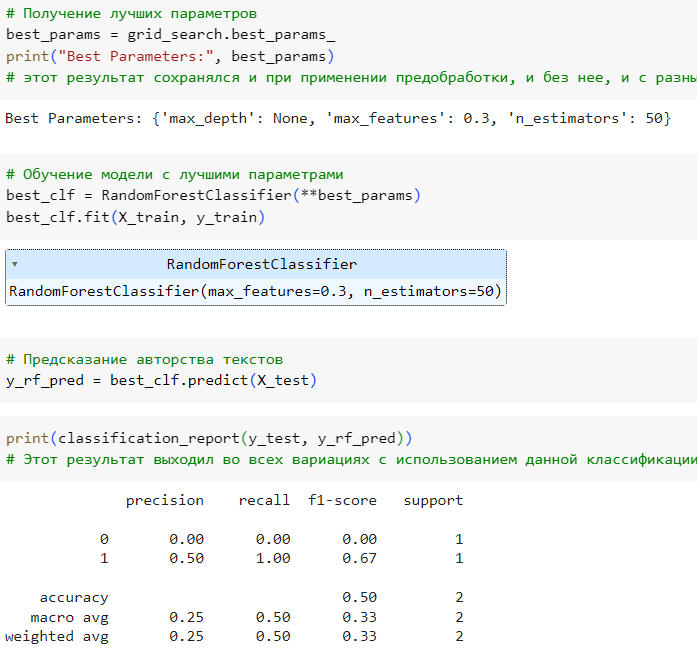 # Получение лучших параметров
best_params = grid_search.best_params_
print("Best Parameters:", best_params)
# этот результат сохранялся и при применении предобработки, и без нее, и с
Best Parameters: {'max_depth': None, 'max_features': 0.3, 'n_estimators': 50}
# Обучение модели с лучшими параметрами
best_clf = RandomForestClassifier(**best_params)
best_clf.fit(X_train, y_train)
RandomForestClassifier
RandomForestClassifier(max_features=0.3, n_estimators=50)
# Предсказание авторства текстов
y_rf_pred = best_clf.predict(X_test)
print(classification_report(y_test, y_rf_pred))
# Этот результат выходил во всех вариациях с использованием данной классификации
precision recall f1-score support
0 0.00 0.00 0.00 1
1 0.50 1.00 0.67 1
accuracy 0.50 2
macro avg 0.25 0.50 0.33 2
weighted avg 0.25 0.50 0.33 2